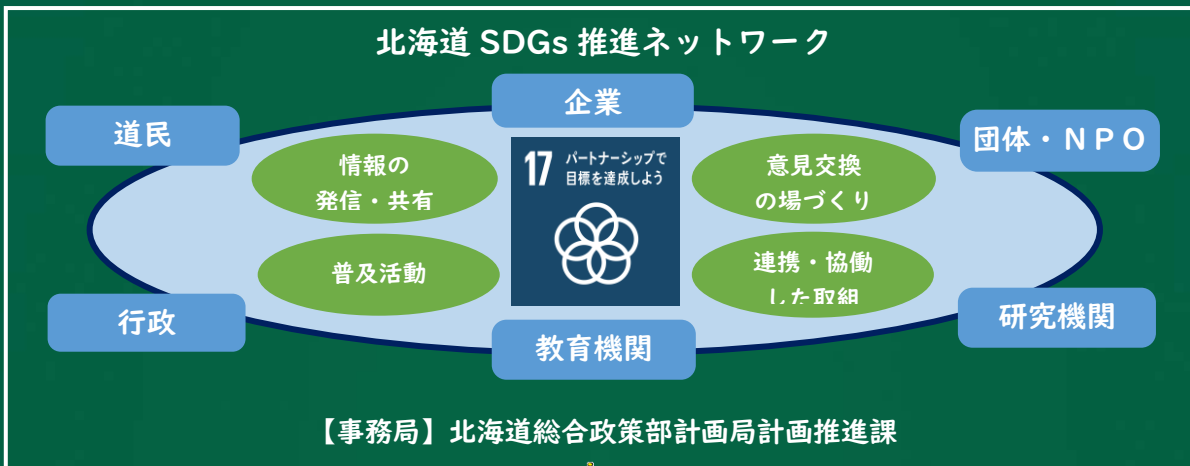 北海道 SDGs 推進ネットワーク
企業
道民
団体・ＮＰＯ
情報の
発信・共有
17 パートナーシップで
目標を達成しよう
意見交換
の場づくり
普及活動
連携・協働
した取組
行政
教育機関
研究機関
【事務局】北海道総合政策部計画局計画推進課